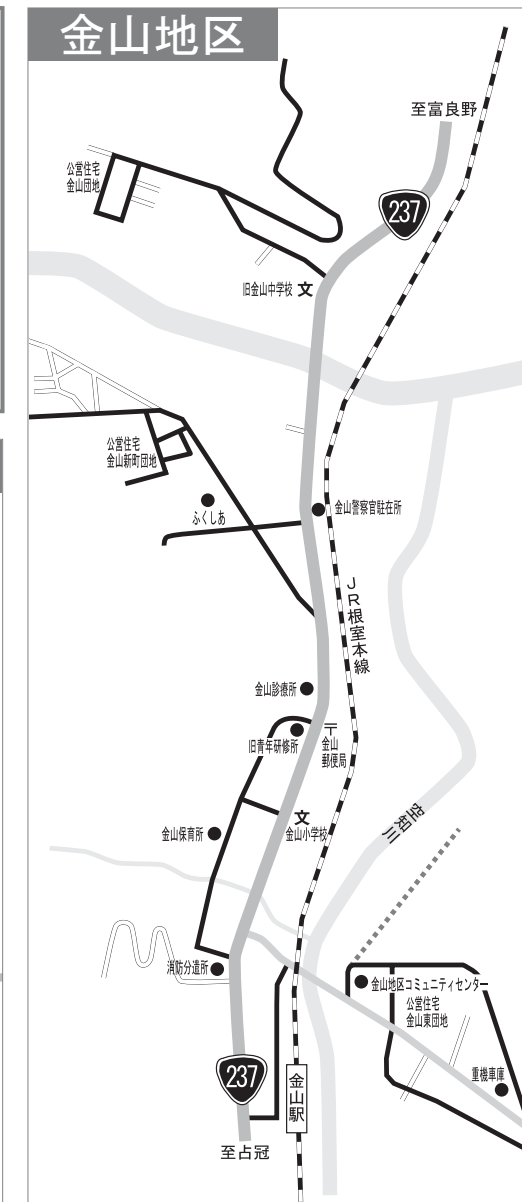 金山地区
至富良野
公営住宅
金山団地
237
旧金山中学校 文
公営住宅
金山新町団地
ふくしあ
金山警察官駐在所
JR根室本線
金山診療所
旧青年研修所
〒
金山
郵便局
文
金山小学校
金山保育所
空知川
消防分遣所
金山地区コミュニティセンター
公営住宅
金山東団地
重機車庫
237
金山駅
至占冠